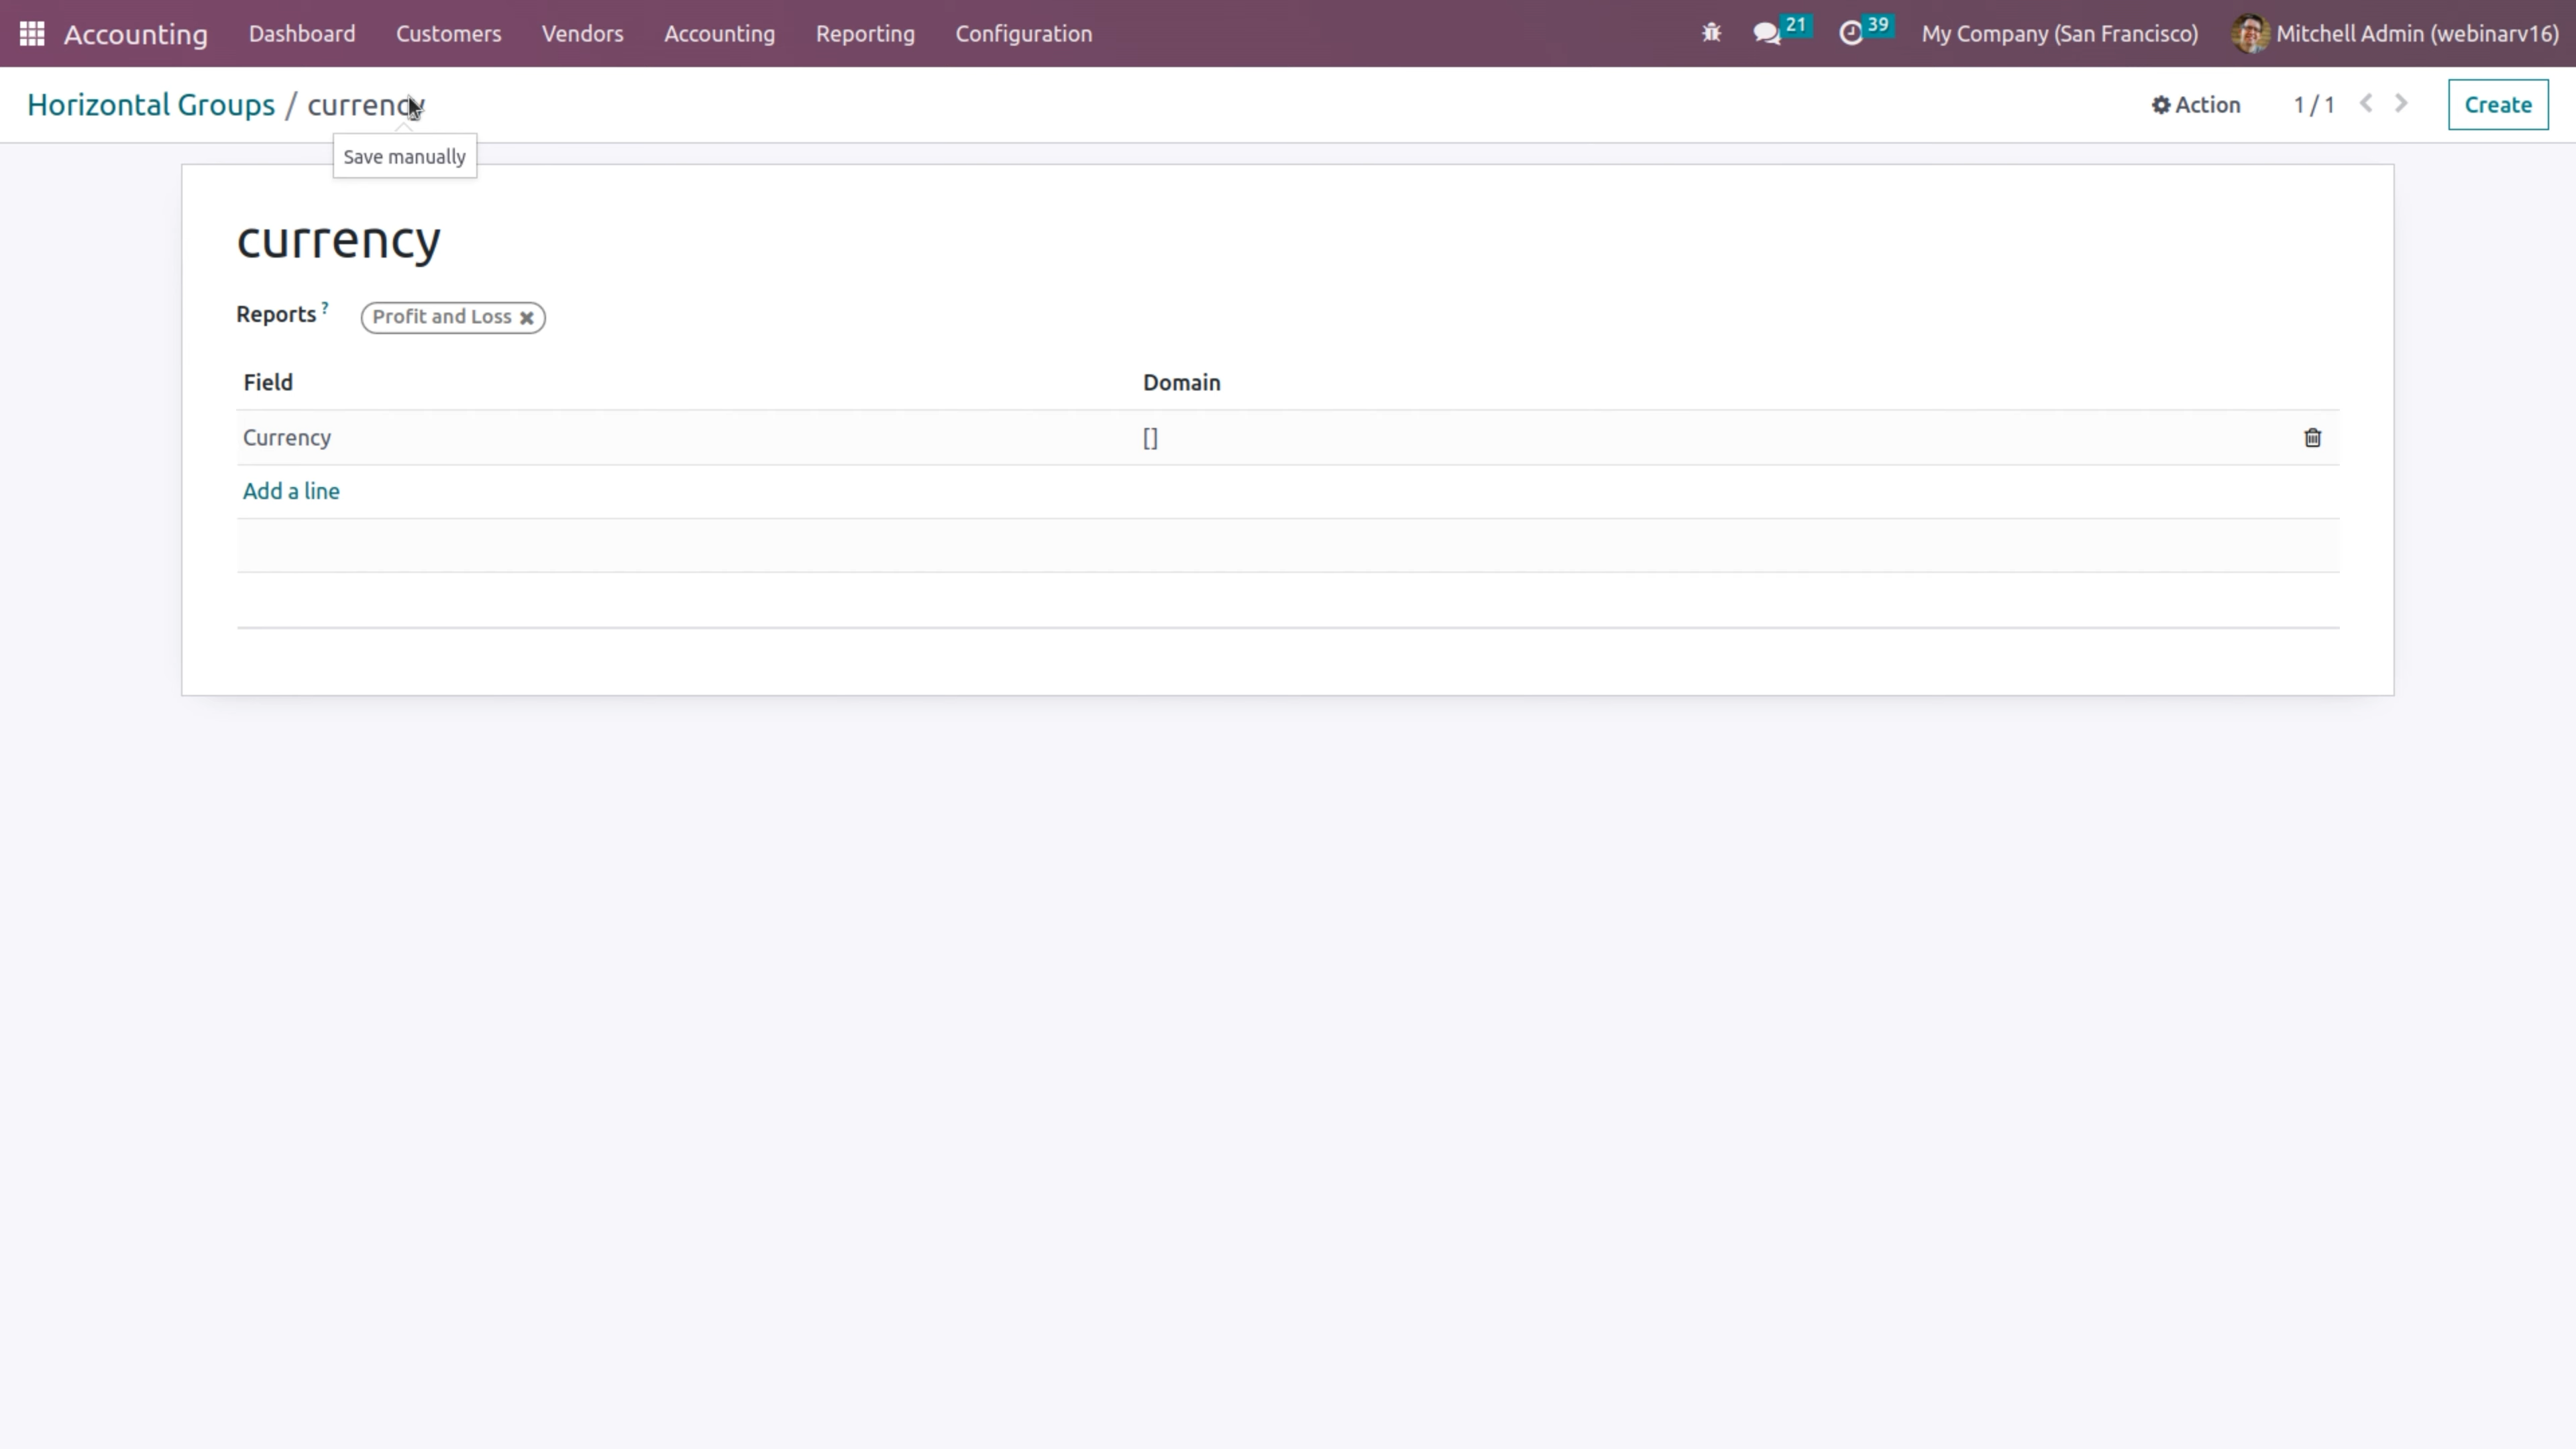 Accounting Dashboard Customers Vendors Accounting Reporting Configuration 21 39 My Company (San Francisco) Mitchell Admin (webinarv16)
Horizontal Groups / currency Action 1 / 1 Create
Save manually
currency
Reports ? Profit and Loss
Field Domain
Currency []
Add a line